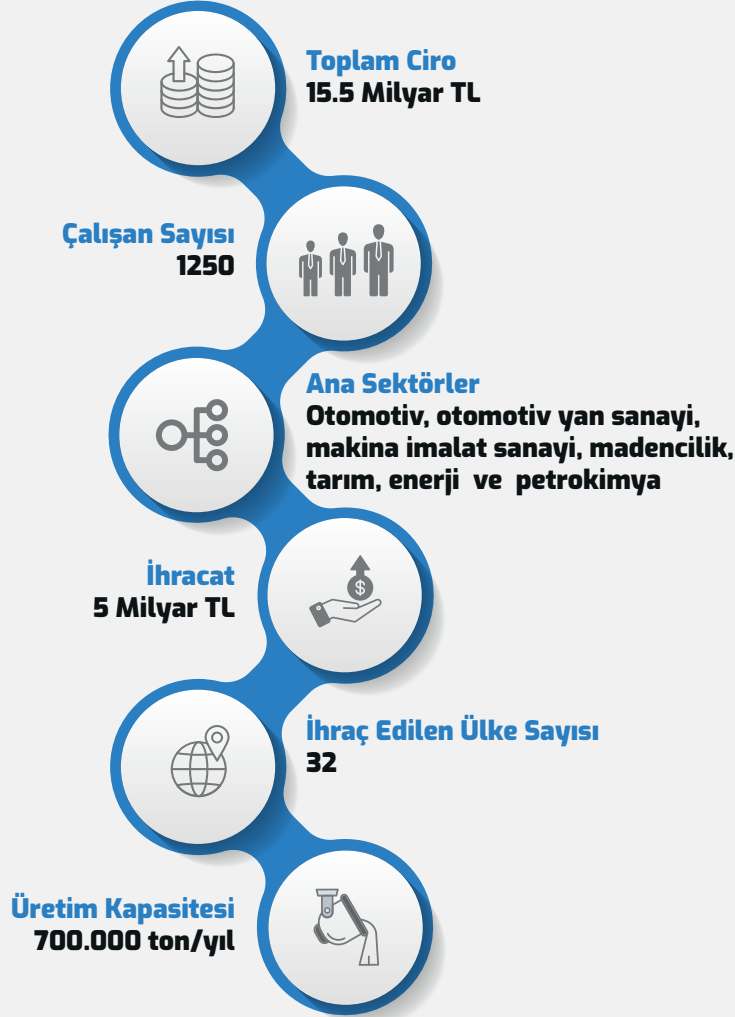 Toplam Ciro
15.5 Milyar TL
Çalışan Sayısı
1250
Ana Sektörler
Otomotiv, otomotiv yan sanayi,
makina imalat sanayi, madencilik,
tarım, enerji ve petrokimya
İhracat
5 Milyar TL
$
İhraç Edilen Ülke Sayısı
32
Üretim Kapasitesi
700.000 ton/yıl